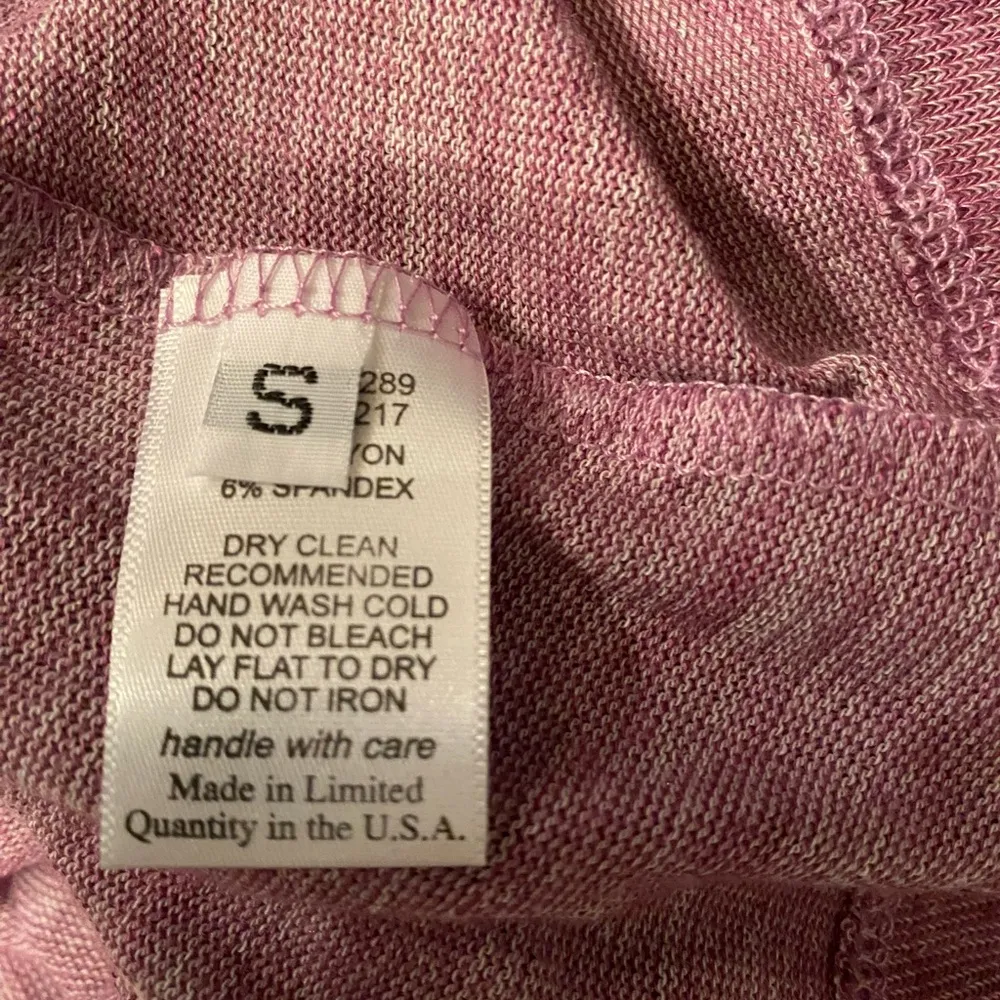 S
289
217
YON
6% SPANDEX
DRY CLEAN
RECOMMENDED
HAND WASH COLD
DO NOT BLEACH
LAY FLAT TO DRY
DO NOT IRON
handle with care
Made in Limited
Quantity in the U.S.A.